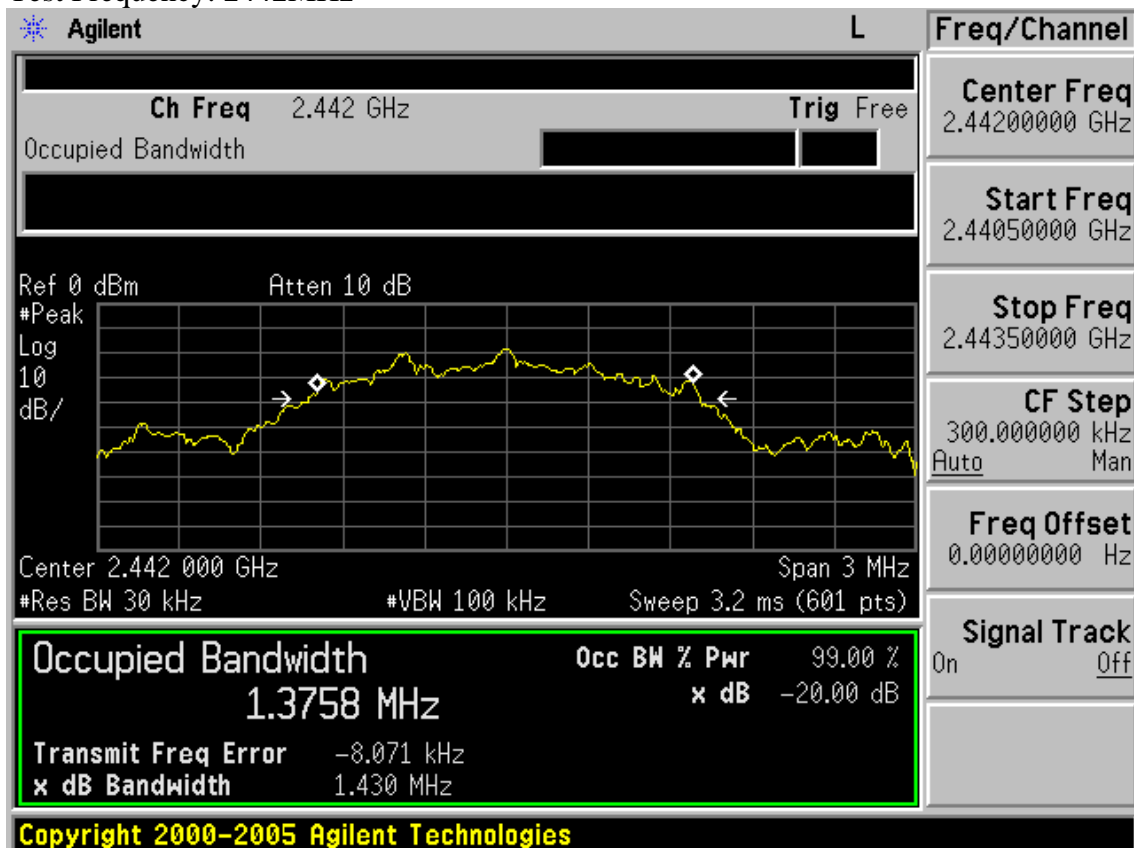 Agilent L Freq/Channel
Ch Freq 2.442 GHz Trig Free
Occupied Bandwidth
Center Freq
2.44200000 GHz
Start Freq
2.44050000 GHz
Stop Freq
2.44350000 GHz
CF Step
300.000000 kHz
Auto Man
Freq Offset
0.00000000 Hz
Signal Track
On Off
Ref 0 dBm Atten 10 dB
#Peak
Log
10
dB/
Center 2.442 000 GHz Span 3 MHz
#Res BW 30 kHz #VBW 100 kHz Sweep 3.2 ms (601 pts)
Occupied Bandwidth Occ BW % Pwr 99.00 %
1.3758 MHz x dB -20.00 dB
Transmit Freq Error -8.071 kHz
x dB Bandwidth 1.430 MHz
Copyright 2000-2005 Agilent Technologies